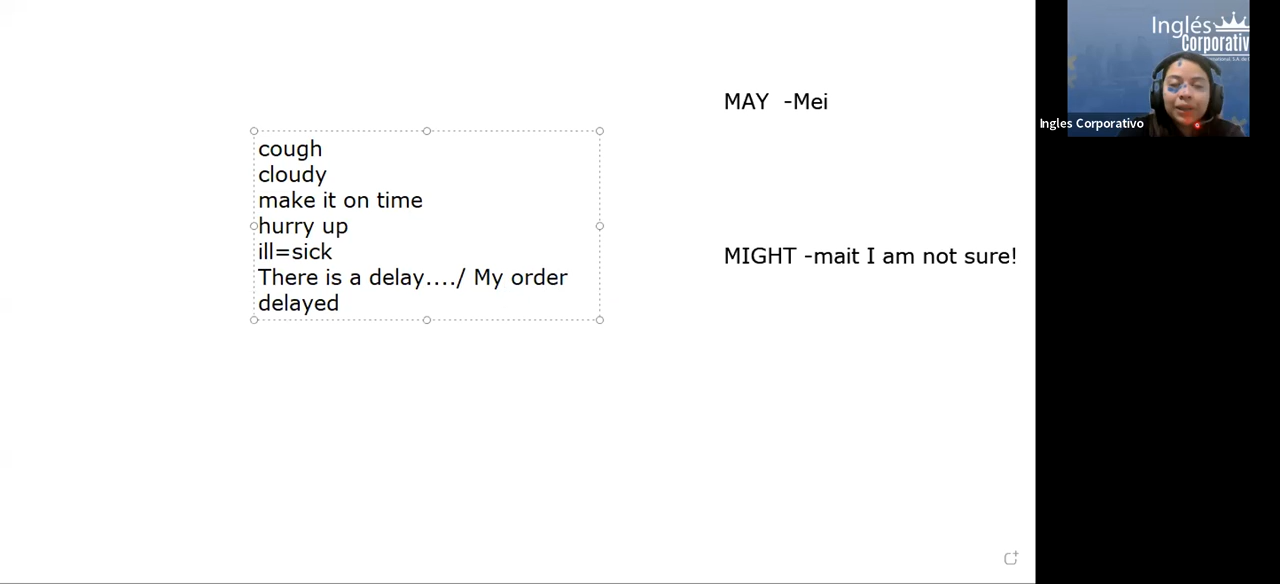 MAY -Mei
cough
cloudy
make it on time
hurry up
ill=sick
There is a delay..../ My order
delayed
MIGHT -mait I am not sure!
Inglés
Corporativ
Ingles Corporativo